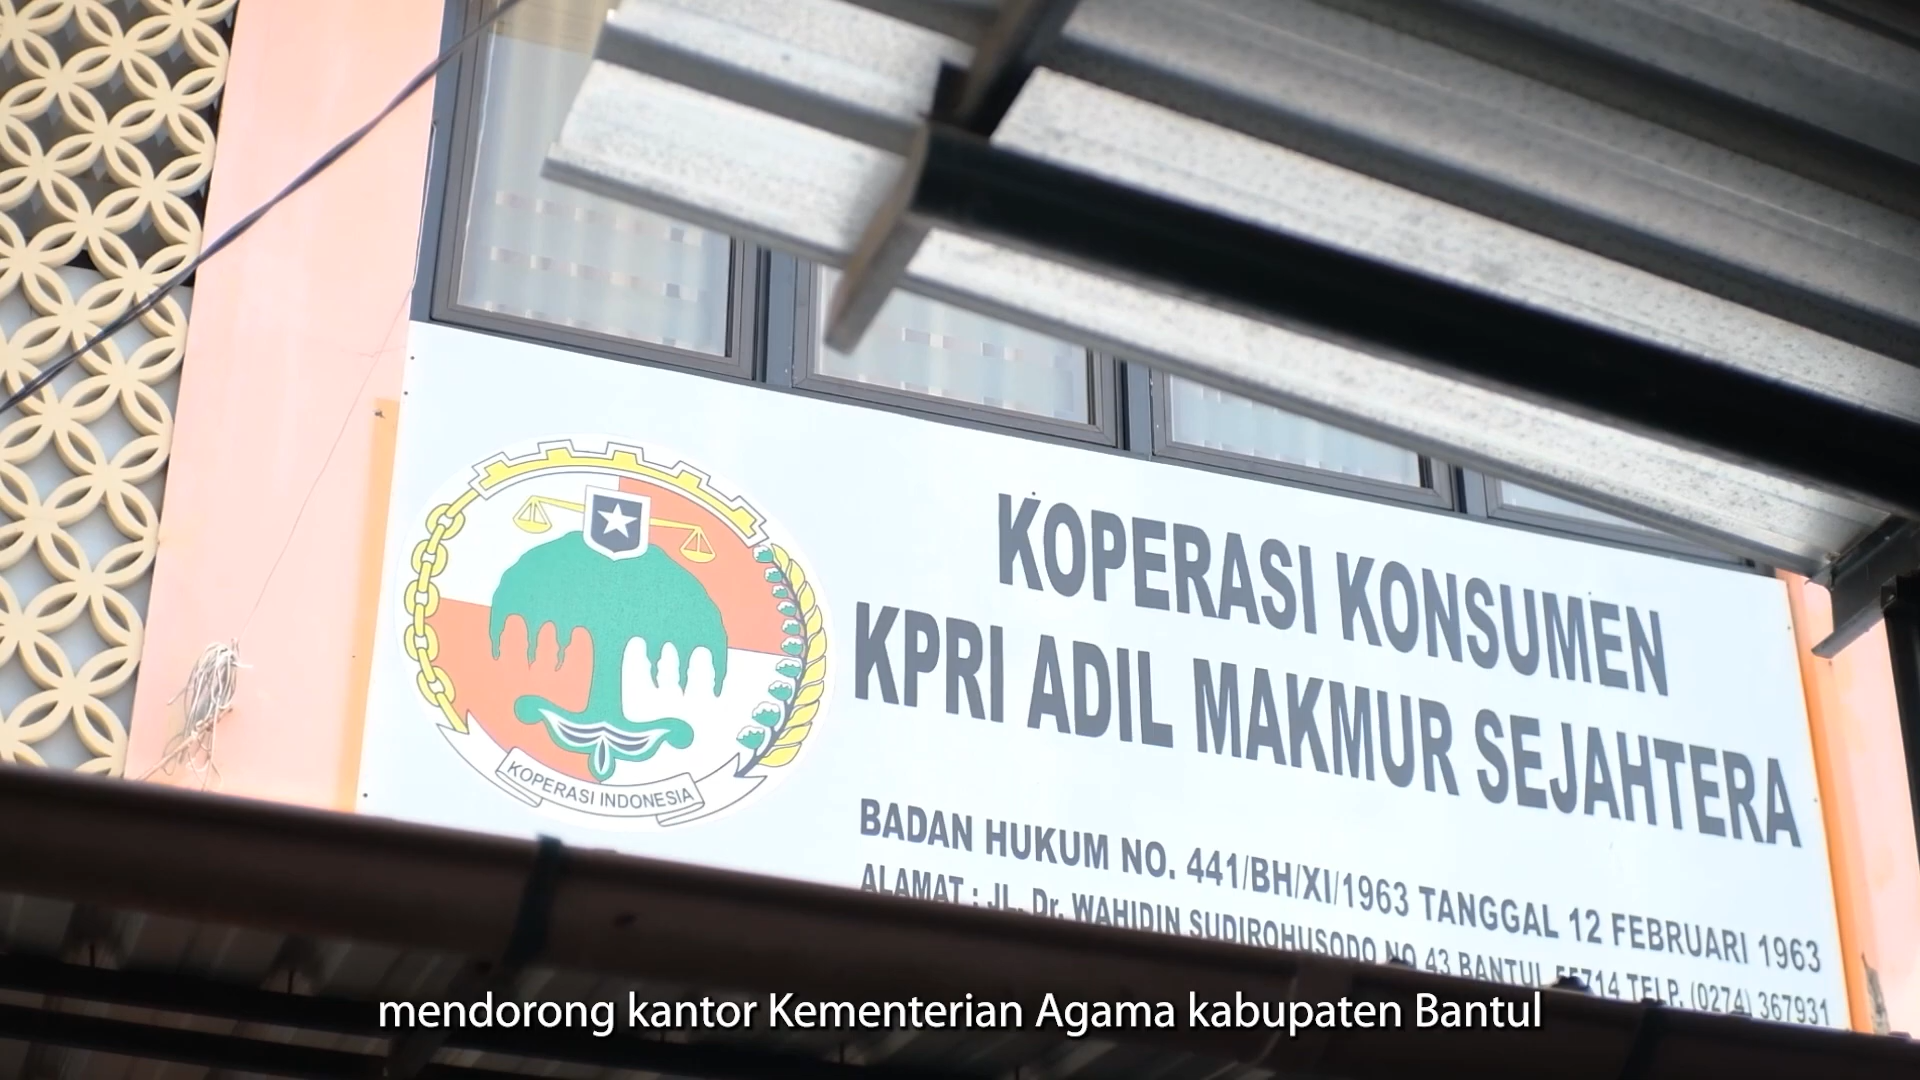 KOPERASI KONSUMEN
KPRI ADIL MAKMUR SEJAHTERA
BADAN HUKUM NO. 441/BH/XI/1963 TANGGAL 12 FEBRUARI 1963
ALAMAT : JL. Dr. WAHIDIN SUDIROHUSODO NO 43 BANTUL 55714 TELP. (0274) 367931
KOPERASI INDONESIA
mendorong kantor Kementerian Agama kabupaten Bantul